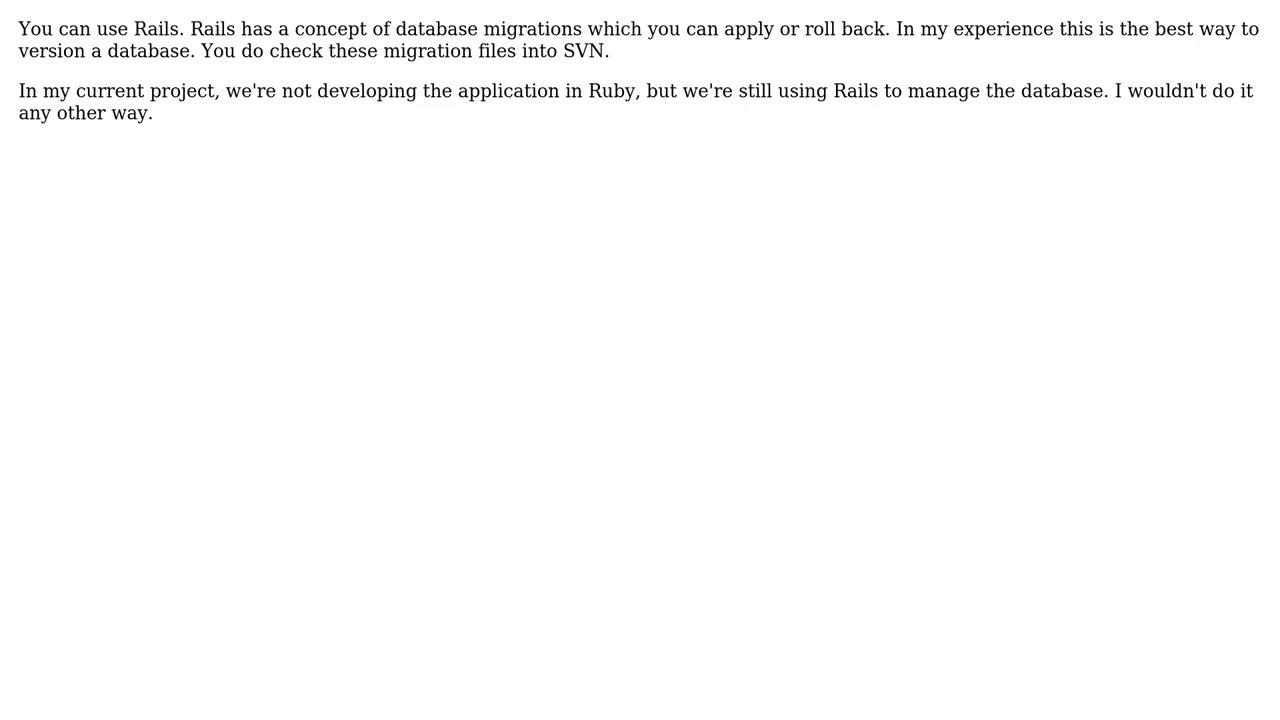 You can use Rails. Rails has a concept of database migrations which you can apply or roll back. In my experience this is the best way to
version a database. You do check these migration files into SVN.
In my current project, we're not developing the application in Ruby, but we're still using Rails to manage the database. I wouldn't do it
any other way.